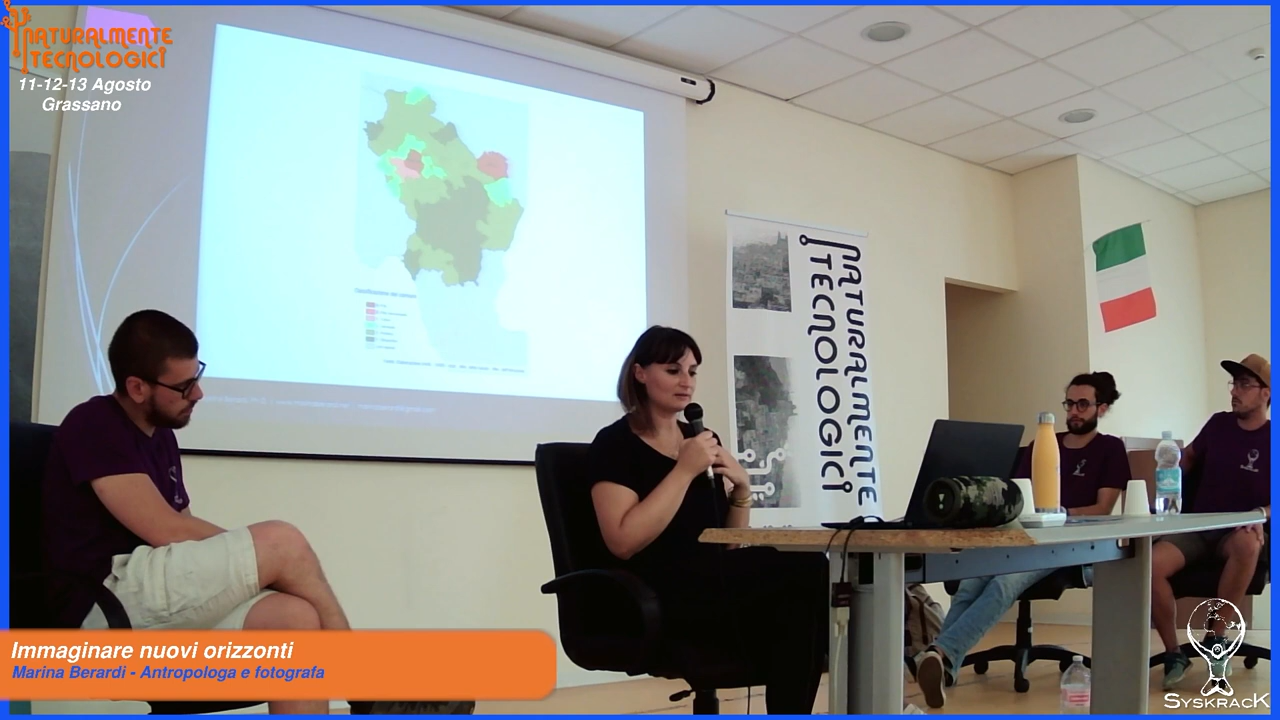 NATURALMENTE
TECNOLOGICI
11-12-13 Agosto
Grassano
NATURALMENTE
TECNOLOGICI
Immaginare nuovi orizzonti
Marina Berardi - Antropologa e fotografa
SYSKRACK